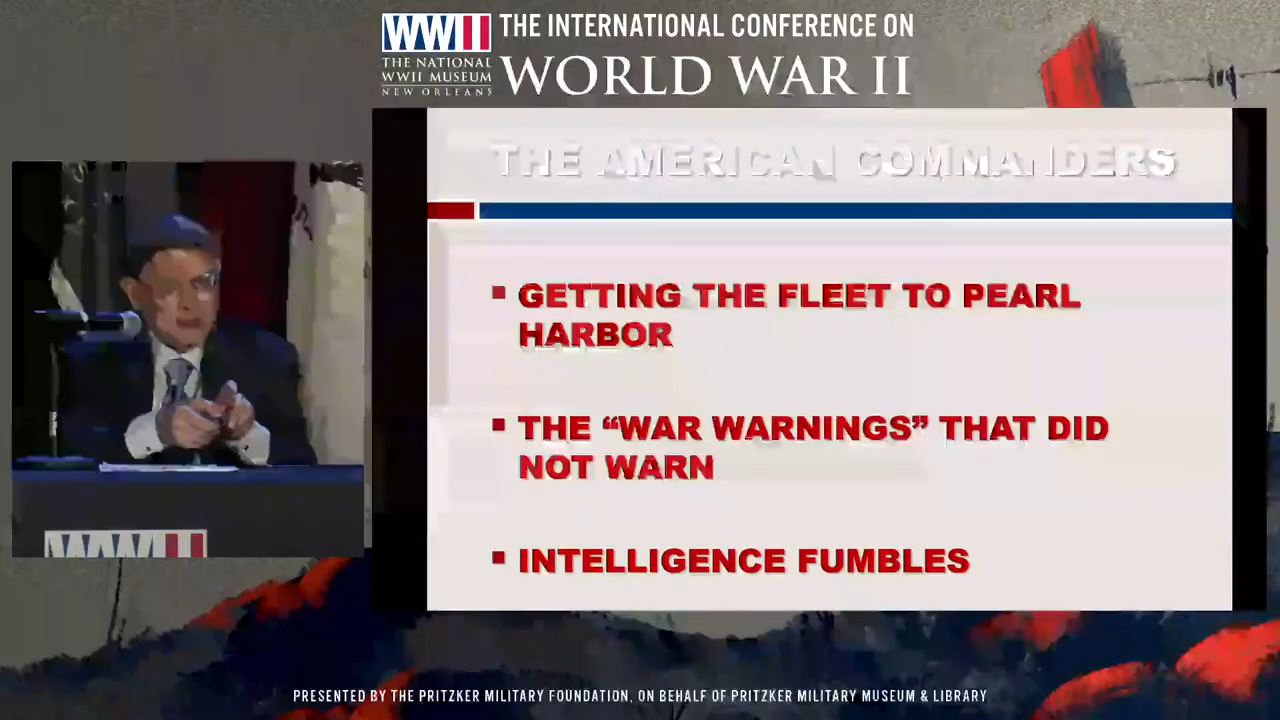 WWII
THE NATIONAL
WWII MUSEUM
NEW ORLEANS
THE INTERNATIONAL CONFERENCE ON
WORLD WAR II
THE AMERICAN COMMANDERS
▪ GETTING THE FLEET TO PEARL
HARBOR
▪ THE “WAR WARNINGS” THAT DID
NOT WARN
▪ INTELLIGENCE FUMBLES
WWII
PRESENTED BY THE PRITZKER MILITARY FOUNDATION, ON BEHALF OF PRITZKER MILITARY MUSEUM & LIBRARY